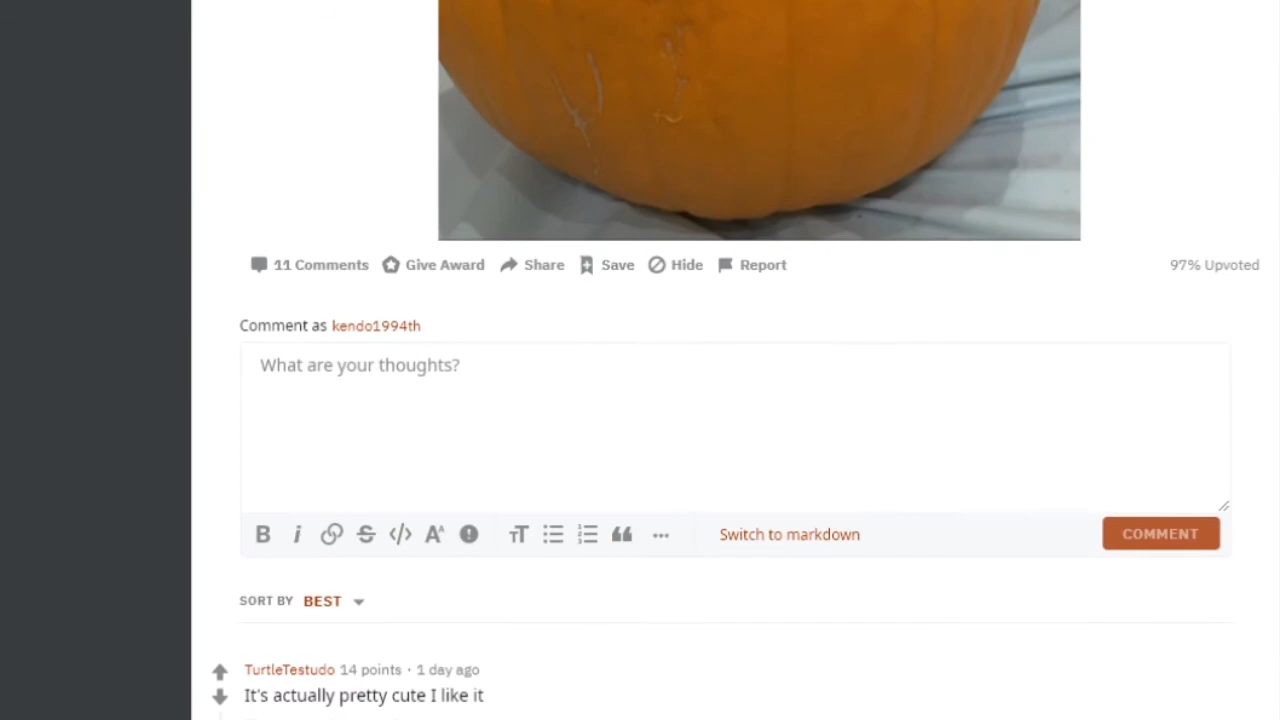 11 Comments Give Award Share Save Hide Report 97% Upvoted
Comment as kendo1994th
What are your thoughts?
Switch to markdown COMMENT
SORT BY BEST
TurtleTestudo 14 points · 1 day ago
It's actually pretty cute I like it